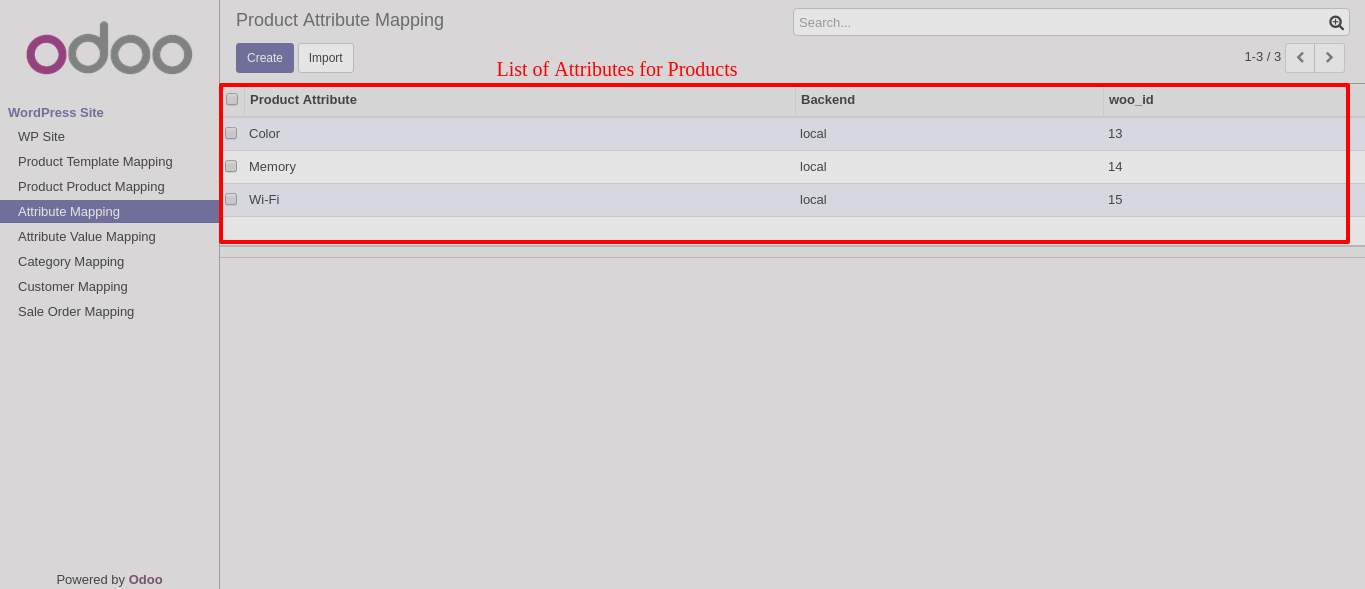 odoo
WordPress Site
WP Site
Product Template Mapping
Product Product Mapping
Attribute Mapping
Attribute Value Mapping
Category Mapping
Customer Mapping
Sale Order Mapping
Powered by Odoo
Product Attribute Mapping
Search...
Create Import
1-3 / 3
List of Attributes for Products
Product Attribute Backend woo_id
Color local 13
Memory local 14
Wi-Fi local 15